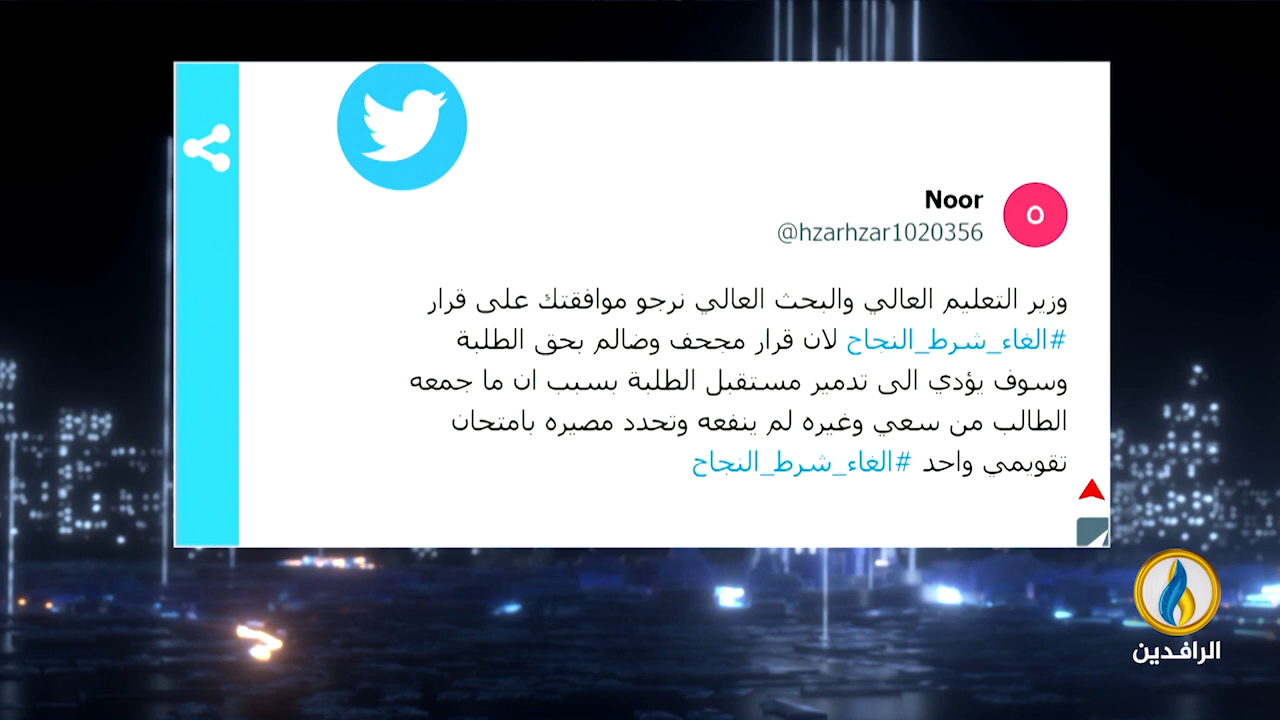 Noor
O
@hzarhzar1020356
وزير التعليم العالي والبحث العالي نرجو موافقتك على قرار
#الغاء_شرط_النجاح لان قرار مجحف وضالم بحق الطلبة
وسوف يؤدي الى تدمير مستقبل الطلبة بسبب ان ما جمعه
الطالب من سعي وغيره لم ينفعه وتحدد مصيره بامتحان
تقويمي واحد #الغاء_شرط_النجاح
الرافدين